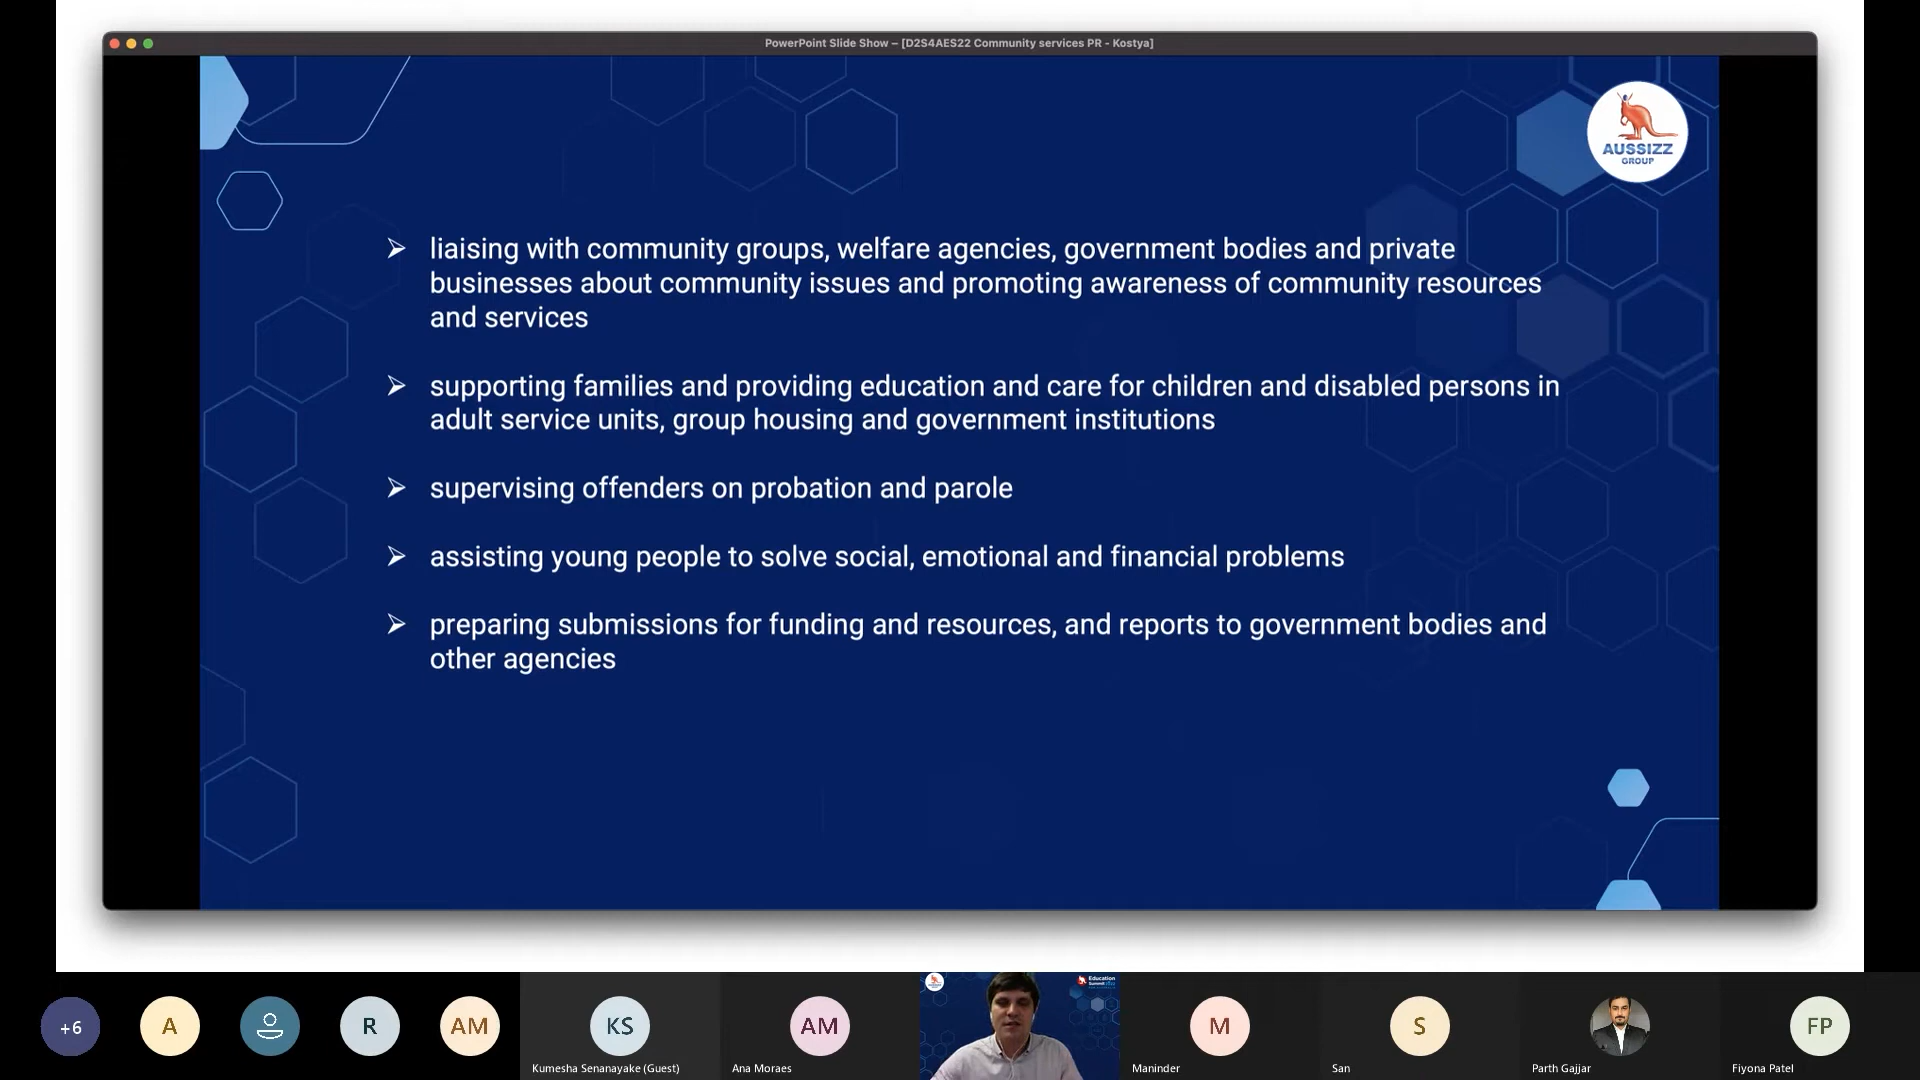 PowerPoint Slide Show – [D2S4AES22 Community services PR - Kostya]
AUSSIZZ
GROUP
liaising with community groups, welfare agencies, government bodies and private
businesses about community issues and promoting awareness of community resources
and services
supporting families and providing education and care for children and disabled persons in
adult service units, group housing and government institutions
supervising offenders on probation and parole
assisting young people to solve social, emotional and financial problems
preparing submissions for funding and resources, and reports to government bodies and
other agencies
Education
+6
A
R
AM
KS
AM
M
S
FP
Kumesha Senanayake (Guest)
Ana Moraes
Maninder
San
Parth Gajjar
Fiyona Patel